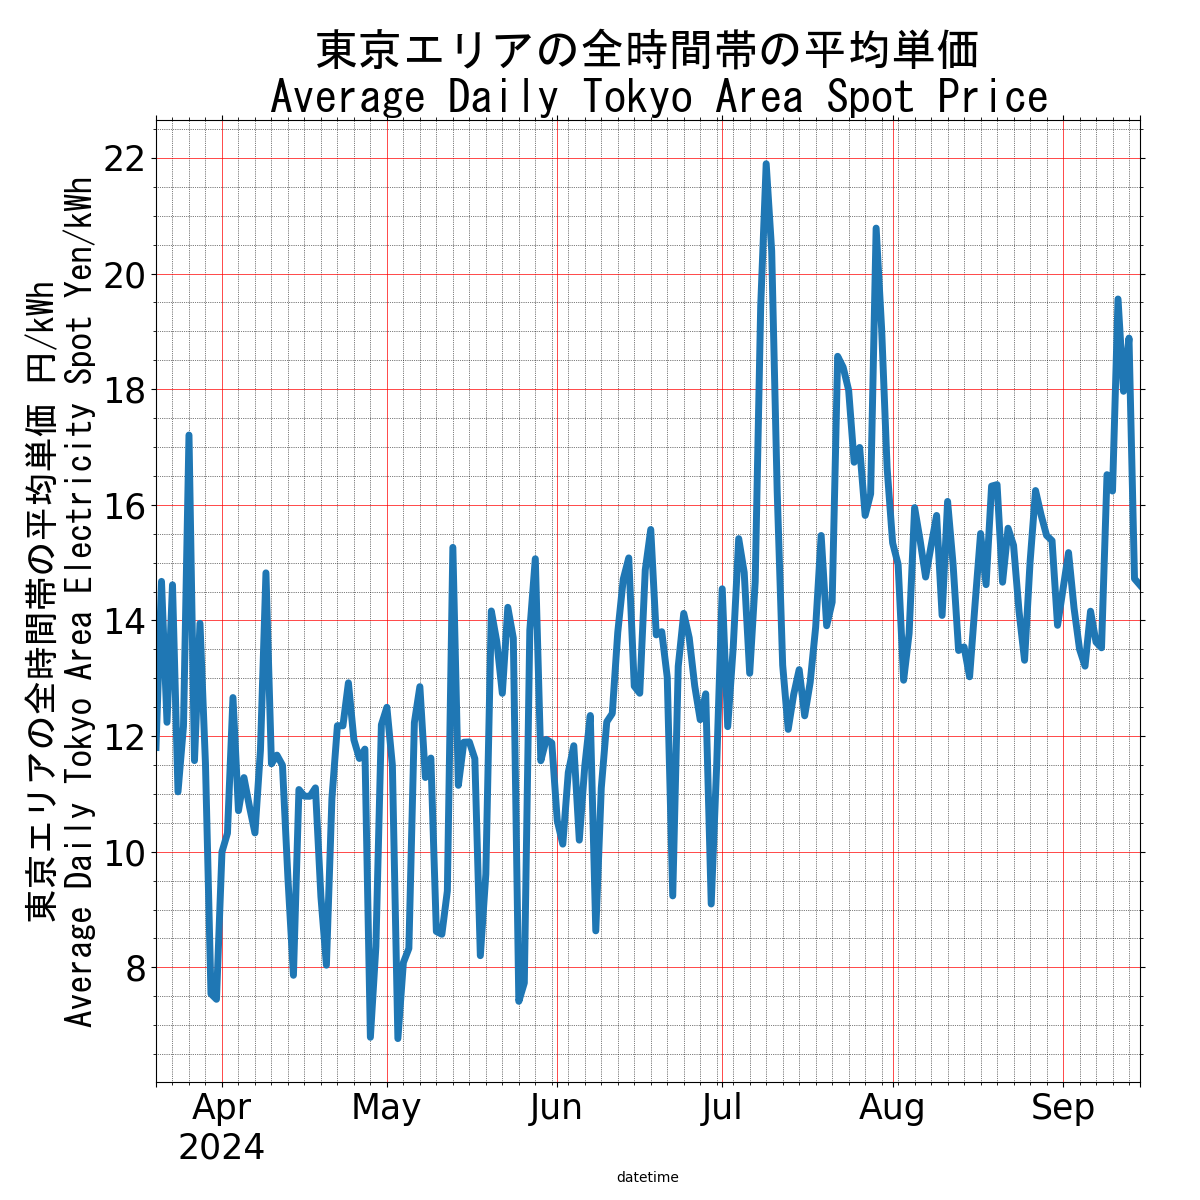 東京エリアの全時間帯の平均単価
Average Daily Tokyo Area Spot Price
東京エリアの全時間帯の平均単価 円/kWh
Average Daily Tokyo Area Electricity Spot Yen/kWh
22
20
18
16
14
12
10
8
Apr
2024
May
Jun
Jul
Aug
Sep
datetime